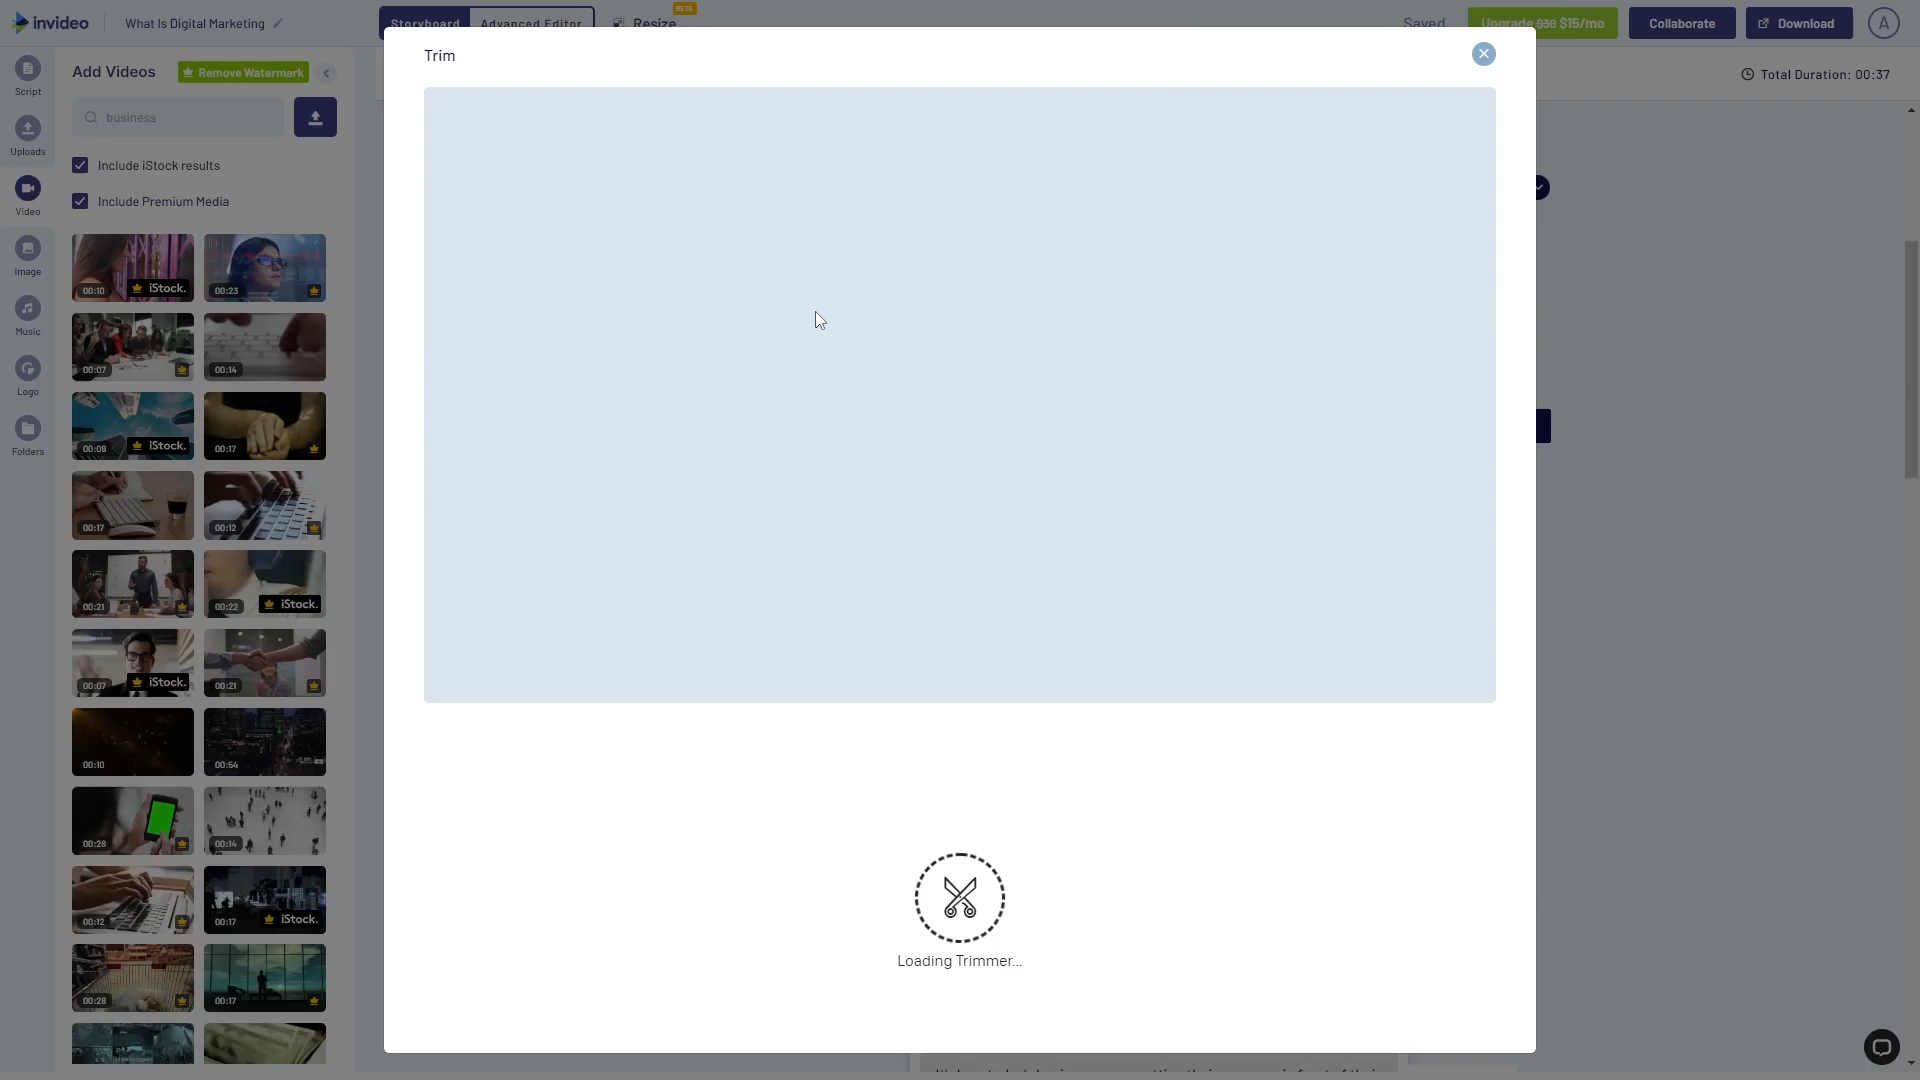 invideo
What Is Digital Marketing
Storyboard
Advanced Editor
Resize
BETA
Saved
Upgrade $30 $15/mo
Collaborate
Download
A
Script
Uploads
Video
Image
Music
Logo
Folders
Add Videos
Remove Watermark
business
Include iStock results
Include Premium Media
00:10
iStock.
00:23
00:07
00:14
00:09
iStock.
00:17
00:17
00:12
00:21
00:22
iStock.
00:07
iStock.
00:21
00:10
00:54
00:28
00:14
00:12
00:17
iStock.
00:28
00:17
Trim
Loading Trimmer...
Total Duration: 00:37